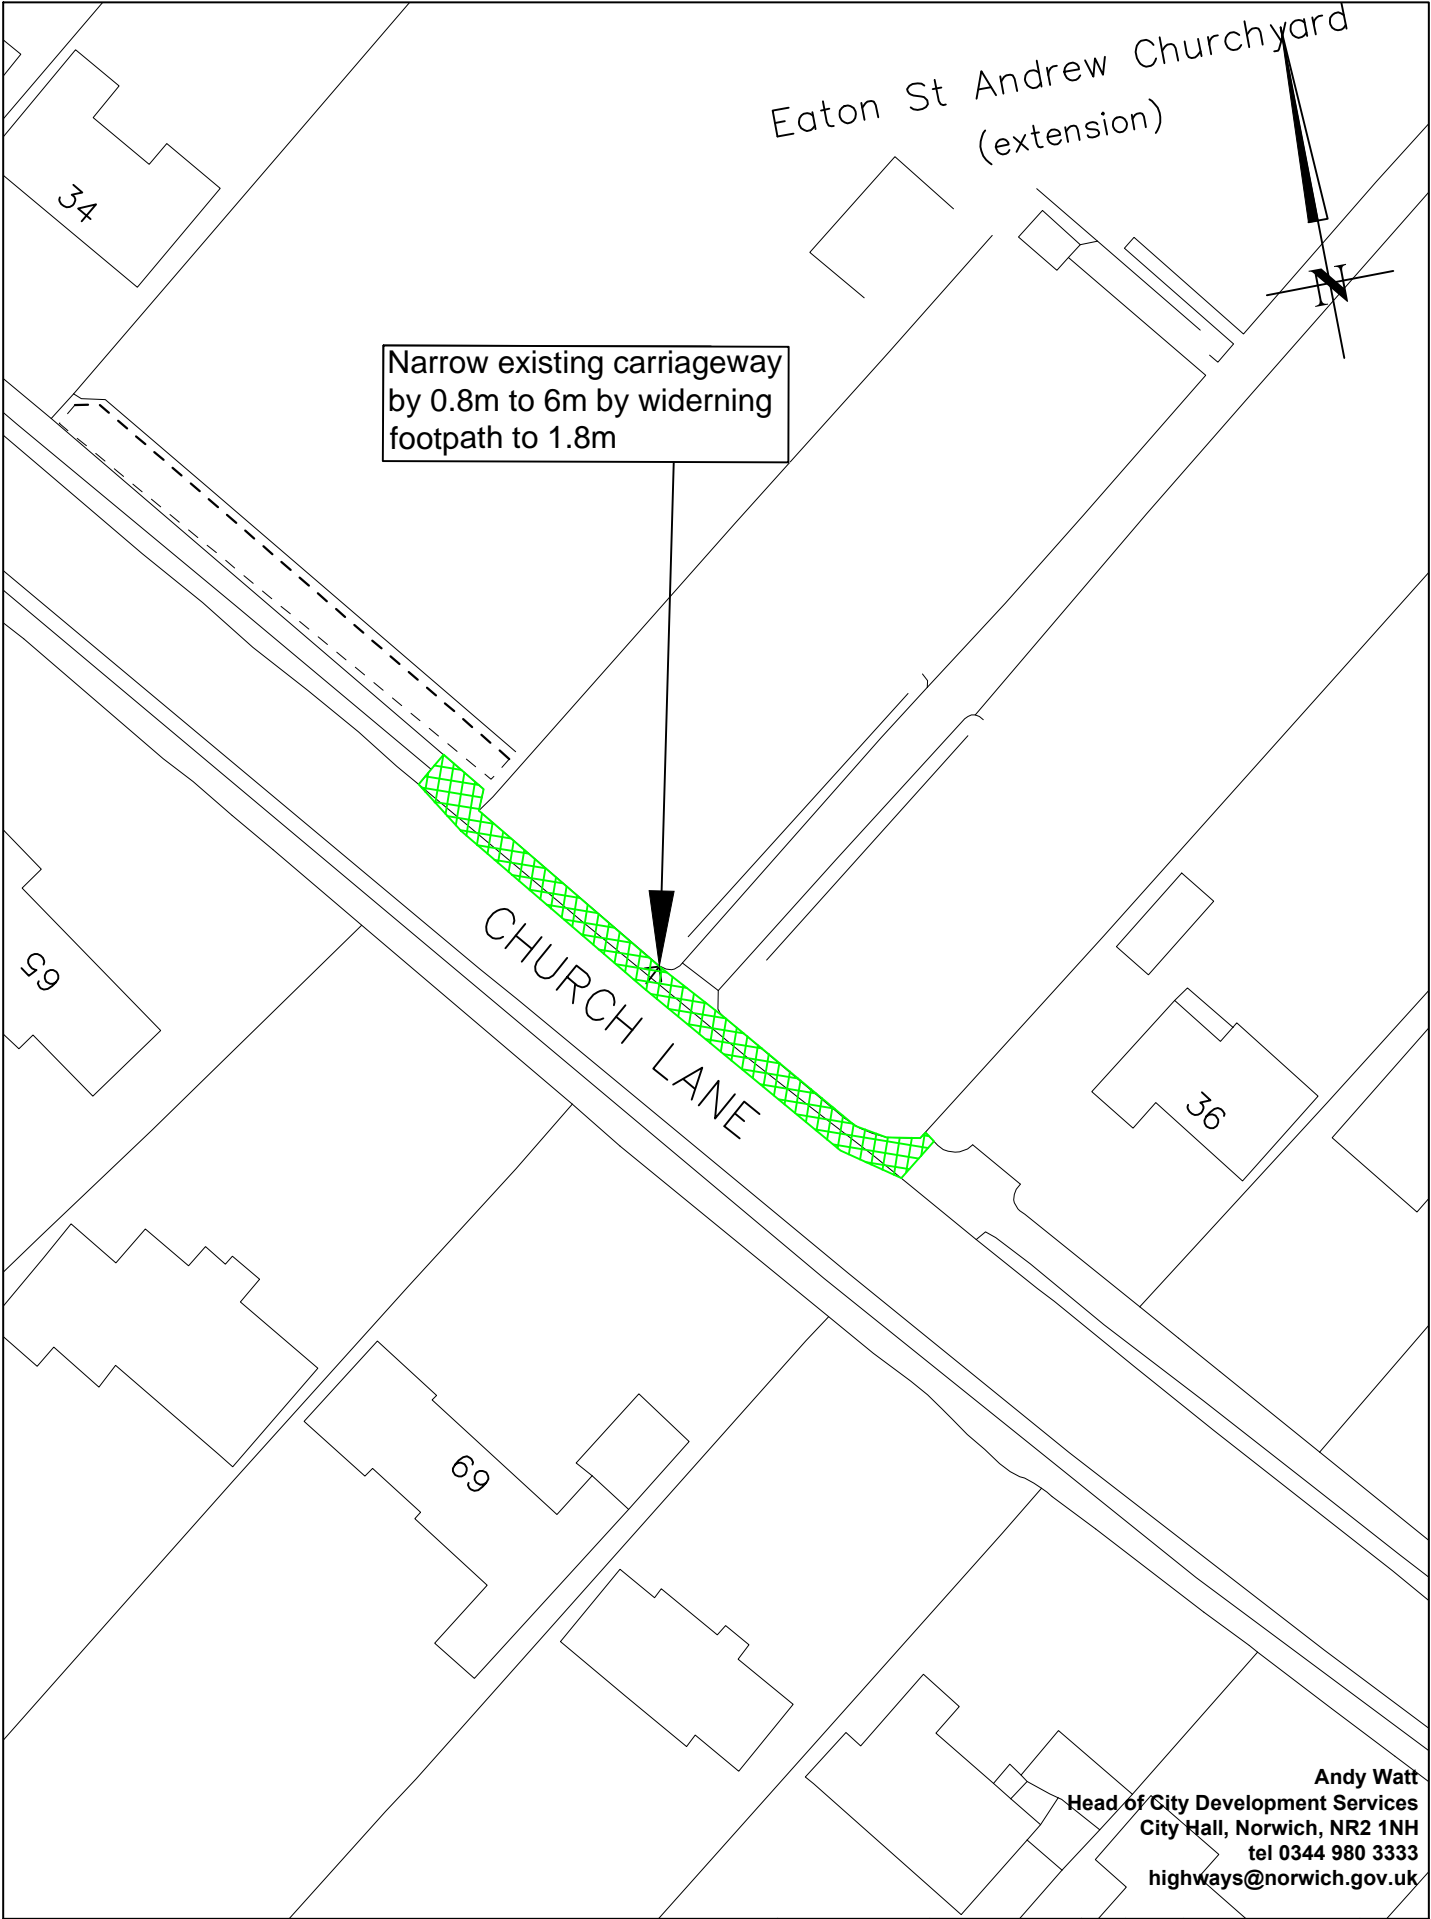 Eaton St Andrew Churchyard
(extension)
N
34
Narrow existing carriageway
by 0.8m to 6m by widerning
footpath to 1.8m
65
CHURCH LANE
36
69
Andy Watt
Head of City Development Services
City Hall, Norwich, NR2 1NH
tel 0344 980 3333
highways@norwich.gov.uk